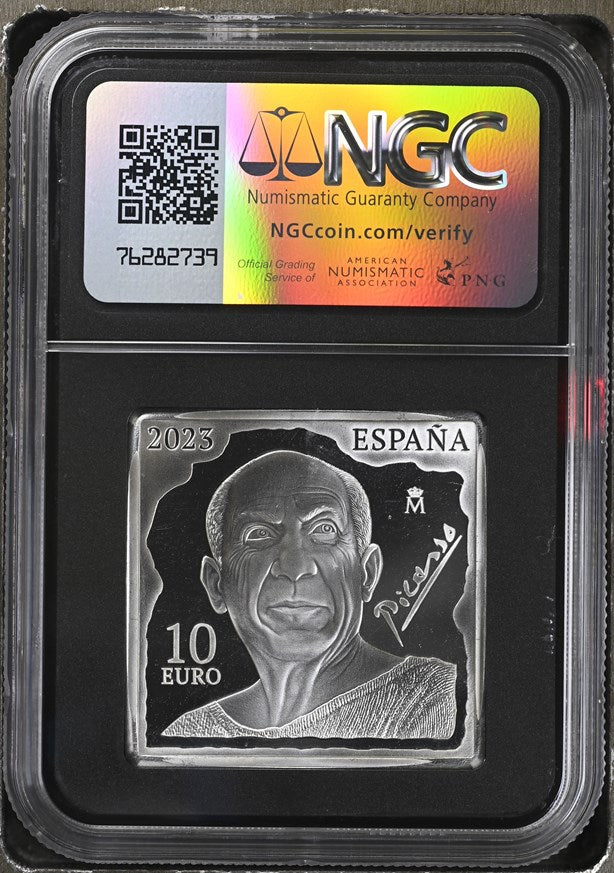 NGC
Numismatic Guaranty Company
NGCcoin.com/verify
76282739
Official Grading
Service of
AMERICAN
NUMISMATIC
ASSOCIATION
PNG
2023
ESPAÑA
M
Picasso
10
EURO